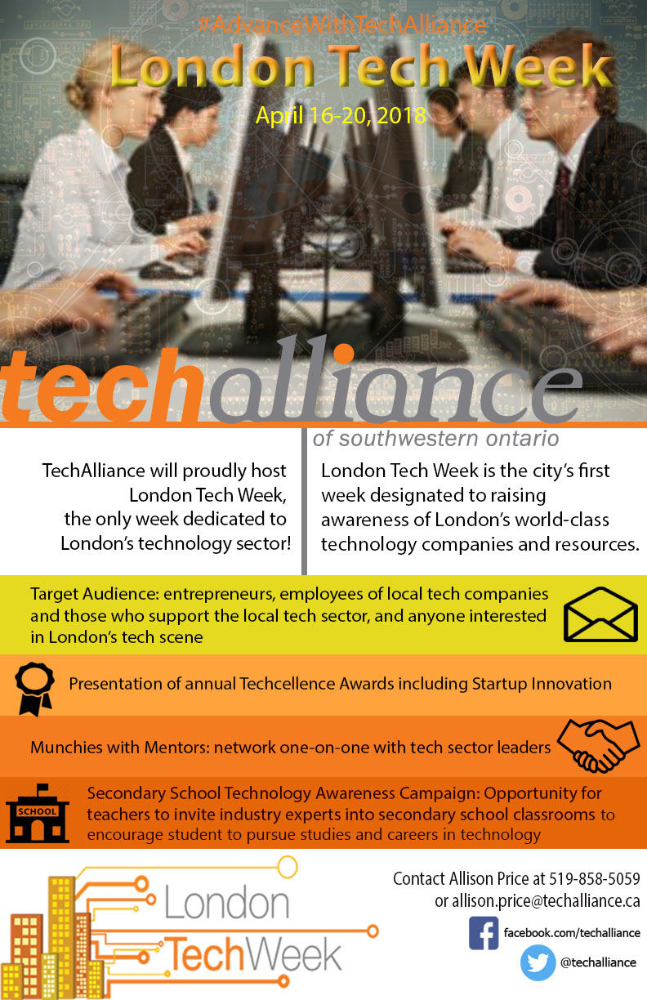 #AdvanceWithTechAlliance
London Tech Week
April 16-20, 2018
techalliance
of southwestern ontario
TechAlliance will proudly host
London Tech Week,
the only week dedicated to
London's technology sector!
London Tech Week is the city's first
week designated to raising
awareness of London's world-class
technology companies and resources.
Target Audience: entrepreneurs, employees of local tech companies
and those who support the local tech sector, and anyone interested
in London's tech scene
Presentation of annual Techcellence Awards including Startup Innovation
Munchies with Mentors: network one-on-one with tech sector leaders
SCHOOL
Secondary School Technology Awareness Campaign: Opportunity for
teachers to invite industry experts into secondary school classrooms to
encourage student to pursue studies and careers in technology
London
TechWeek
Contact Allison Price at 519-858-5059
or allison.price@techalliance.ca
facebook.com/techalliance
@techalliance